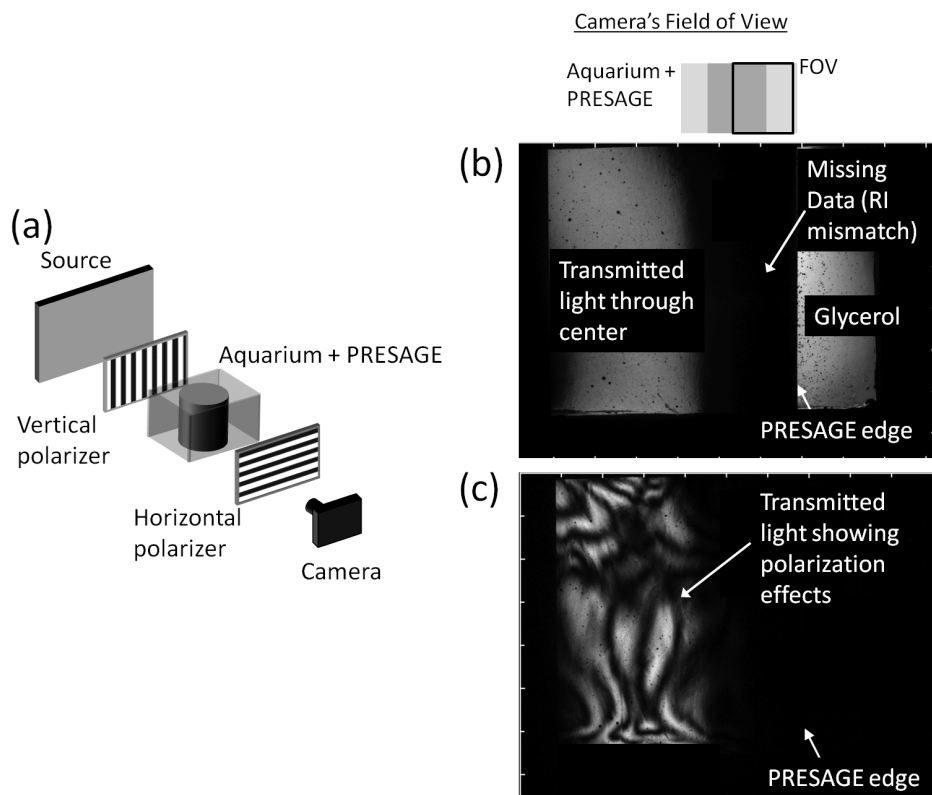 Camera's Field of View
Aquarium +
PRESAGE
FOV
(a)
Source
Aquarium + PRESAGE
Vertical
polarizer
Horizontal
polarizer
Camera
(b)
Missing
Data (RI
mismatch)
Transmitted
light through
center
Glycerol
PRESAGE edge
(c)
Transmitted
light showing
polarization
effects
PRESAGE edge